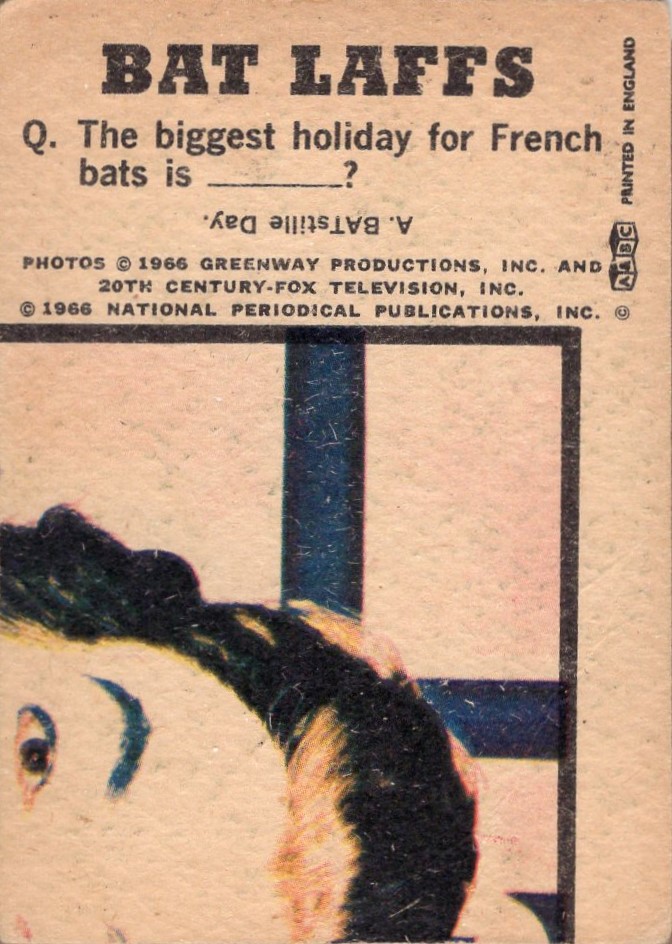 BAT LAFFS
Q. The biggest holiday for French
bats is ________?
A. BATstille Day.
PHOTOS © 1966 GREENWAY PRODUCTIONS, INC. AND
20TH CENTURY-FOX TELEVISION, INC.
© 1966 NATIONAL PERIODICAL PUBLICATIONS, INC. ©
A&BC
PRINTED IN ENGLAND